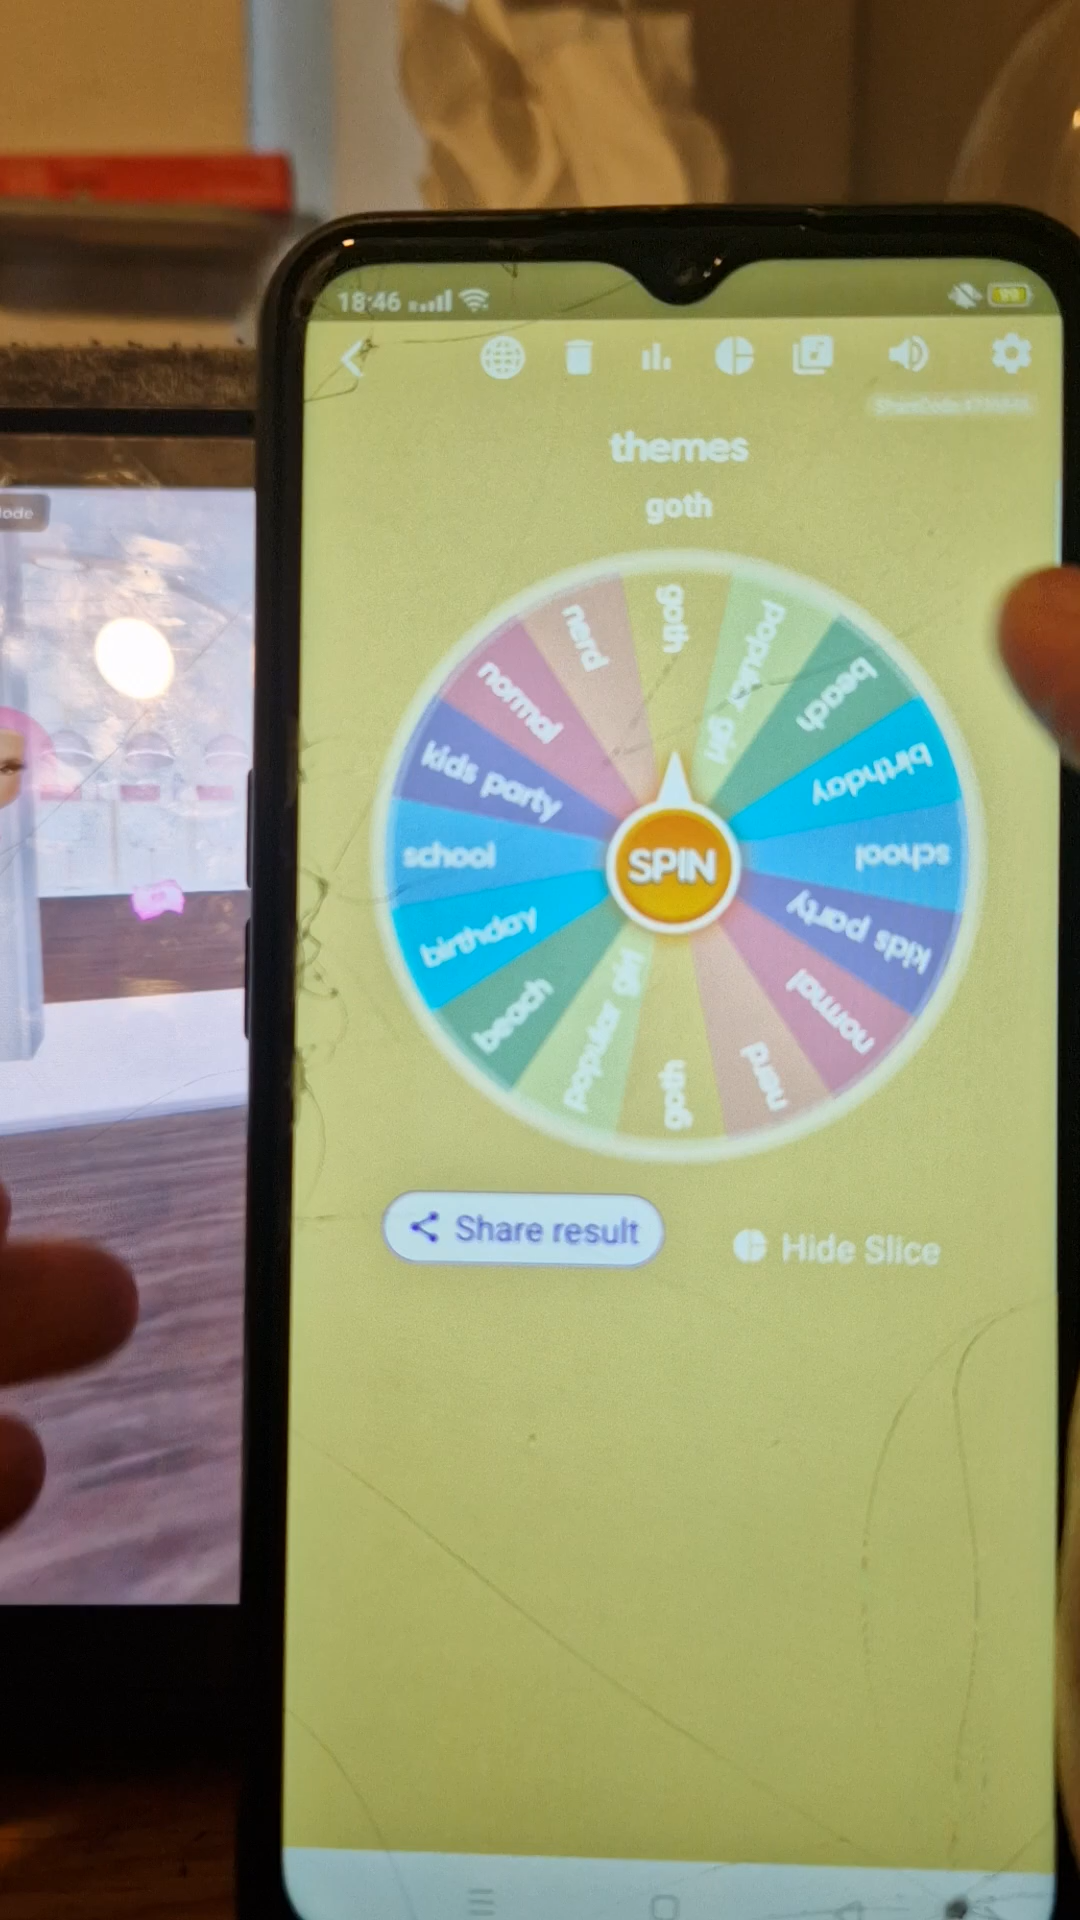 18:46
themes
goth
goth
popular girl
beach
birthday
school
kids party
normal
nerd
goth
popular girl
beach
birthday
school
kids party
normal
nerd
SPIN
Share result
Hide Slice